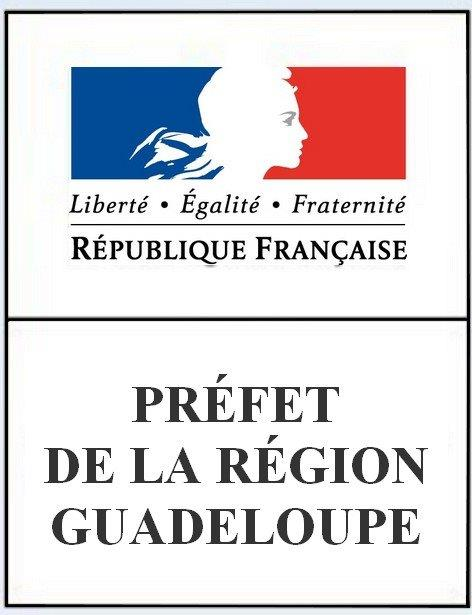 Liberté • Égalité • Fraternité
RÉPUBLIQUE FRANÇAISE
PRÉFET
DE LA RÉGION
GUADELOUPE